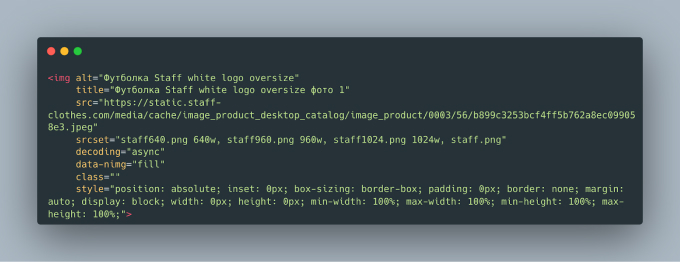 <img alt="Футболка Staff white logo oversize"
title="Футболка Staff white logo oversize фото 1"
src="https://static.staff-
clothes.com/media/cache/image_product_desktop_catalog/image_product/0003/56/b899c3253bcf4ff5b762a8ec09905
8e3.jpeg"
srcset="staff640.png 640w, staff960.png 960w, staff1024.png 1024w, staff.png"
decoding="async"
data-nimg="fill"
class=""
style="position: absolute; inset: 0px; box-sizing: border-box; padding: 0px; border: none; margin:
auto; display: block; width: 0px; height: 0px; min-width: 100%; max-width: 100%; min-height: 100%; max-
height: 100%;">